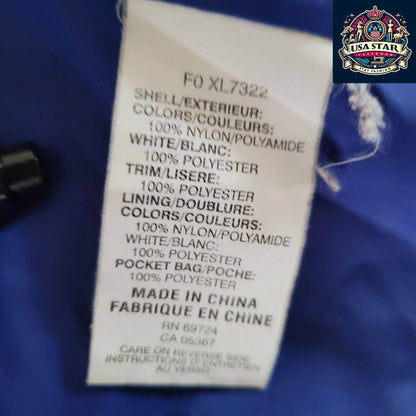 USA STAR
F0 XL7322
SHELL/EXTERIEUR:
COLORS/COULEURS:
100% NYLON/POLYAMIDE
WHITE/BLANC:
100% POLYESTER
TRIM/LISERE:
100% POLYESTER
LINING/DOUBLURE:
COLORS/COULEURS:
100% NYLON/POLYAMIDE
WHITE/BLANC:
100% POLYESTER
POCKET BAG/POCHE:
100% POLYESTER
MADE IN CHINA
FABRIQUE EN CHINE
RN 69724
CA 05367
CARE ON REVERSE SIDE
INSTRUCTIONS D'ENTRETIEN
AU VERSO